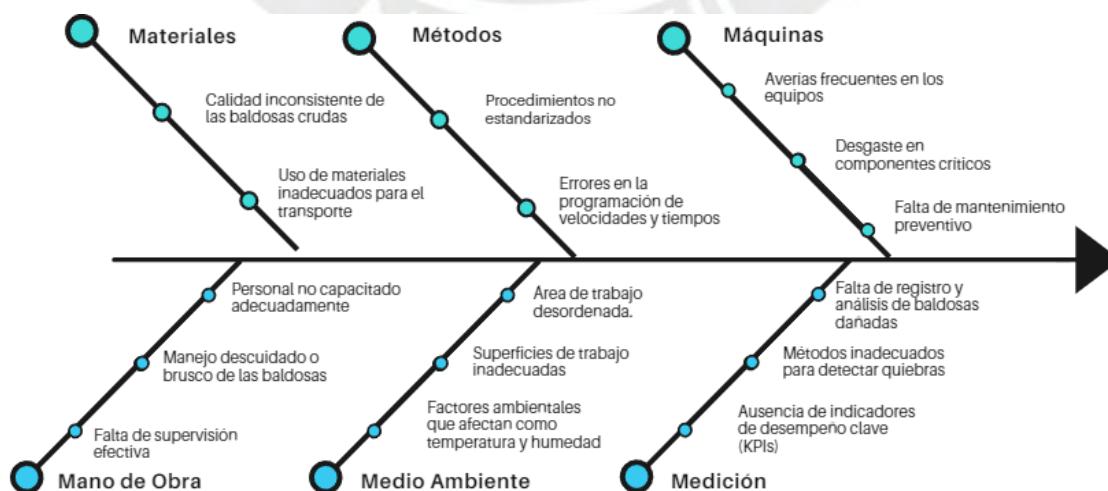 Materiales
Calidad inconsistente de
las baldosas crudas
Uso de materiales
inadecuados para el
transporte
Métodos
Procedimientos no
estandarizados
Errores en la
programación de
velocidades y tiempos
Máquinas
Averias frecuentes en los
equipos
Desgaste en
componentes críticos
Falta de mantenimiento
preventivo
Personal no capacitado
adecuadamente
Manejo descuidado o
brusco de las baldosas
Falta de supervisión
efectiva
Mano de Obra
Area de trabajo
desordenada.
Superficies de trabajo
inadecuadas
Factores ambientales
que afectan como
temperatura y humedad
Medio Ambiente
Falta de registro y
análisis de baldosas
dañadas
Métodos inadecuados
para detectar quiebras
Ausencia de indicadores
de desempeño clave
(KPIs)
Medición